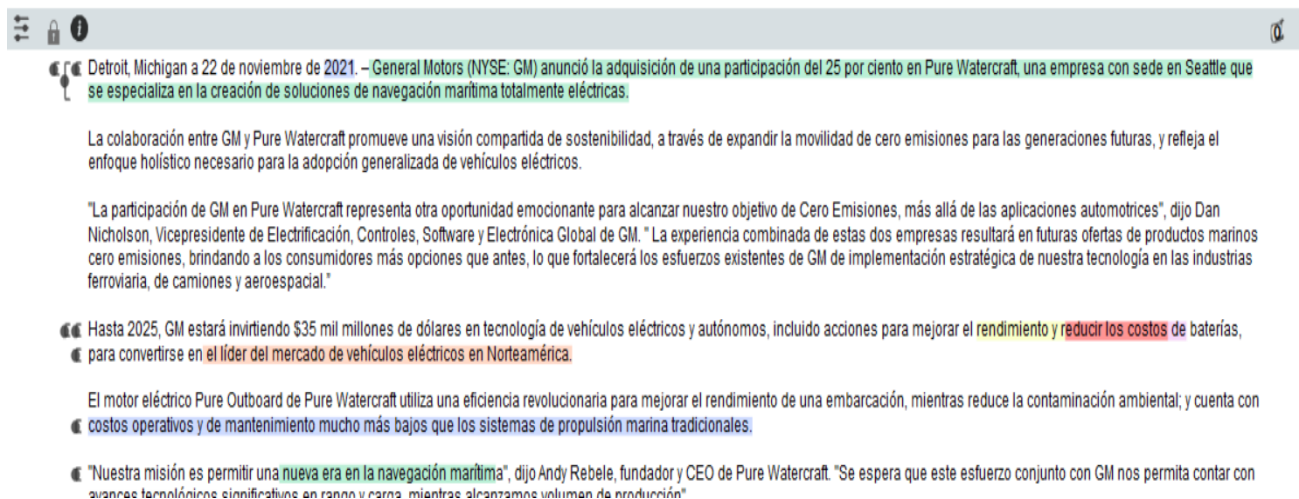 Detroit, Michigan a 22 de noviembre de 2021. – General Motors (NYSE: GM) anunció la adquisición de una participación del 25 por ciento en Pure Watercraft, una empresa con sede en Seattle que
se especializa en la creación de soluciones de navegación marítima totalmente eléctricas.
La colaboración entre GM y Pure Watercraft promueve una visión compartida de sostenibilidad, a través de expandir la movilidad de cero emisiones para las generaciones futuras, y refleja el
enfoque holístico necesario para la adopción generalizada de vehículos eléctricos.
"La participación de GM en Pure Watercraft representa otra oportunidad emocionante para alcanzar nuestro objetivo de Cero Emisiones, más allá de las aplicaciones automotrices", dijo Dan
Nicholson, Vicepresidente de Electrificación, Controles, Software y Electrónica Global de GM. " La experiencia combinada de estas dos empresas resultará en futuras ofertas de productos marinos
cero emisiones, brindando a los consumidores más opciones que antes, lo que fortalecerá los esfuerzos existentes de GM de implementación estratégica de nuestra tecnología en las industrias
ferroviaria, de camiones y aeroespacial."
Hasta 2025, GM estará invirtiendo $35 mil millones de dólares en tecnología de vehículos eléctricos y autónomos, incluido acciones para mejorar el rendimiento y reducir los costos de baterías,
para convertirse en el líder del mercado de vehículos eléctricos en Norteamérica.
El motor eléctrico Pure Outboard de Pure Watercraft utiliza una eficiencia revolucionaria para mejorar el rendimiento de una embarcación, mientras reduce la contaminación ambiental; y cuenta con
costos operativos y de mantenimiento mucho más bajos que los sistemas de propulsión marina tradicionales.
"Nuestra misión es permitir una nueva era en la navegación marítima", dijo Andy Rebele, fundador y CEO de Pure Watercraft. "Se espera que este esfuerzo conjunto con GM nos permita contar con
avances tecnológicos significativos en rango y carga, mientras alcanzamos volumen de producción"